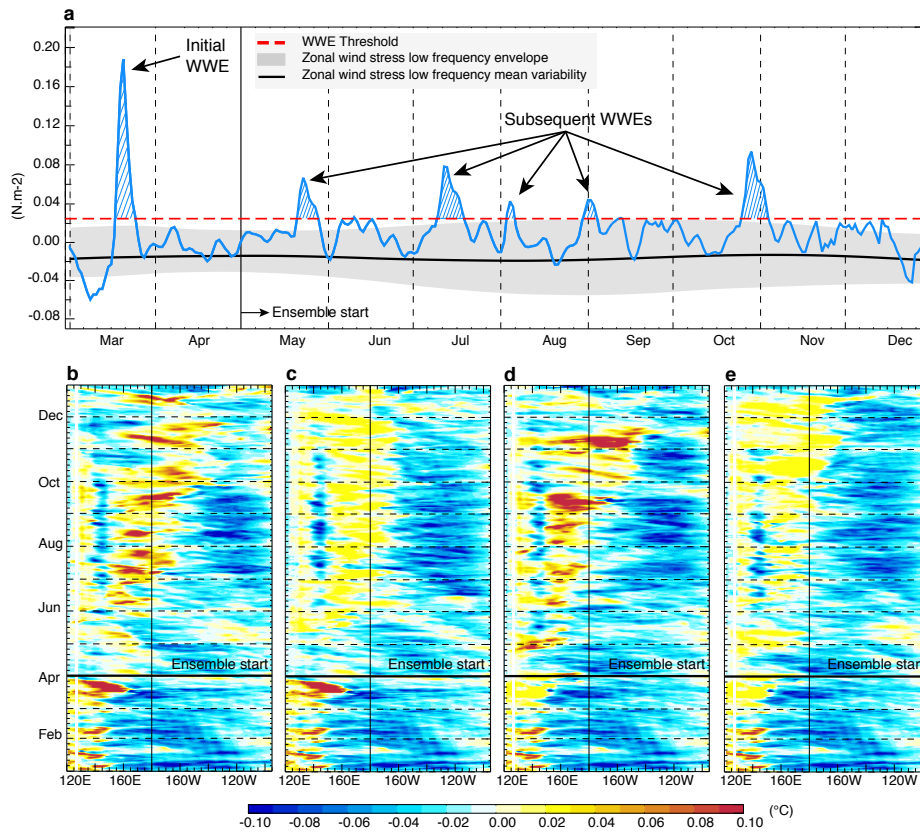 a
0.20
0.16
0.12
0.08
0.04
0.00
-0.04
-0.08
(N.m-2)
Initial
WWE
WWE Threshold
Zonal wind stress low frequency envelope
Zonal wind stress low frequency mean variability
Subsequent WWEs
Ensemble start
Mar Apr May Jun Jul Aug Sep Oct Nov Dec
b c d e
Dec
Oct
Aug
Jun
Apr
Feb
Ensemble start Ensemble start Ensemble start Ensemble start
120E 160E 160W 120W 120E 160E 160W 120W 120E 160E 160W 120W 120E 160E 160W 120W
-0.10 -0.06 -0.04 -0.02 0.00 0.02 0.04 0.06 0.08 0.10 (°C)